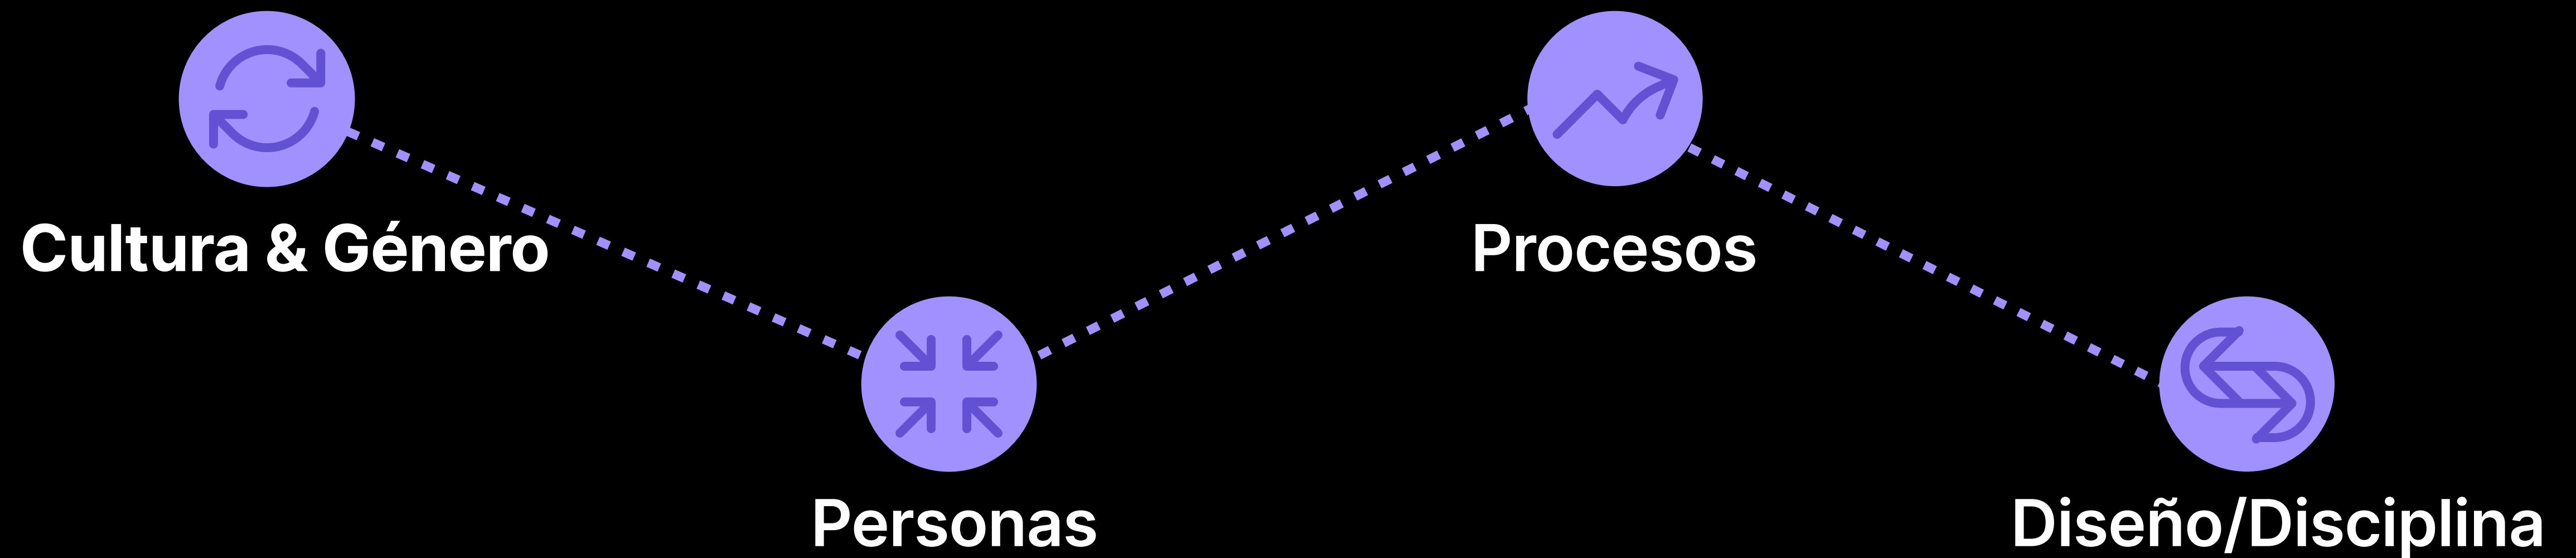 Cultura & Género
Personas
Procesos
Diseño/Disciplina